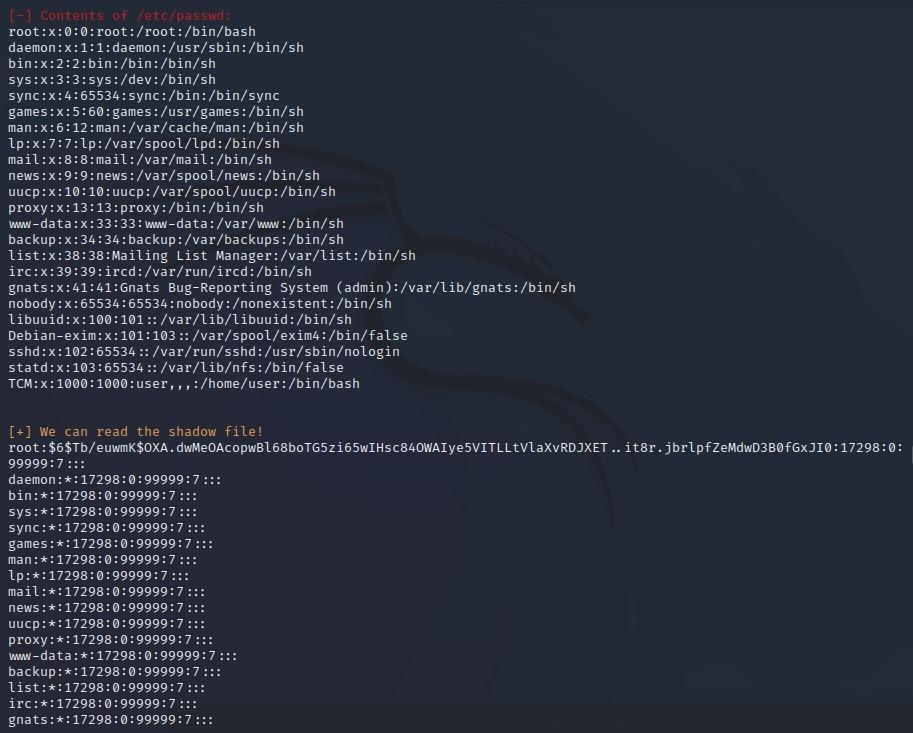 [-] Contents of /etc/passwd:
root:x:0:0:root:/root:/bin/bash
daemon:x:1:1:daemon:/usr/sbin:/bin/sh
bin:x:2:2:bin:/bin:/bin/sh
sys:x:3:3:sys:/dev:/bin/sh
sync:x:4:65534:sync:/bin:/bin/sync
games:x:5:60:games:/usr/games:/bin/sh
man:x:6:12:man:/var/cache/man:/bin/sh
lp:x:7:7:lp:/var/spool/lpd:/bin/sh
mail:x:8:8:mail:/var/mail:/bin/sh
news:x:9:9:news:/var/spool/news:/bin/sh
uucp:x:10:10:uucp:/var/spool/uucp:/bin/sh
proxy:x:13:13:proxy:/bin:/bin/sh
www-data:x:33:33:www-data:/var/www:/bin/sh
backup:x:34:34:backup:/var/backups:/bin/sh
list:x:38:38:Mailing List Manager:/var/list:/bin/sh
irc:x:39:39:ircd:/var/run/ircd:/bin/sh
gnats:x:41:41:Gnats Bug-Reporting System (admin):/var/lib/gnats:/bin/sh
nobody:x:65534:65534:nobody:/nonexistent:/bin/sh
libuuid:x:100:101::/var/lib/libuuid:/bin/sh
Debian-exim:x:101:103::/var/spool/exim4:/bin/false
sshd:x:102:65534::/var/run/sshd:/usr/sbin/nologin
statd:x:103:65534::/var/lib/nfs:/bin/false
TCM:x:1000:1000:user,,,:/home/user:/bin/bash
[+] We can read the shadow file!
root:$6$Tb/euwmK$OXA.dwMeOAcopwBl68boTG5zi65wIHsc84OWAIye5VITLLtVlaXvRDJXET..it8r.jbrlpfZeMdwD3B0fGxJI0:17298:0:
99999:7:::
daemon:*:17298:0:99999:7:::
bin:*:17298:0:99999:7:::
sys:*:17298:0:99999:7:::
sync:*:17298:0:99999:7:::
games:*:17298:0:99999:7:::
man:*:17298:0:99999:7:::
lp:*:17298:0:99999:7:::
mail:*:17298:0:99999:7:::
news:*:17298:0:99999:7:::
uucp:*:17298:0:99999:7:::
proxy:*:17298:0:99999:7:::
www-data:*:17298:0:99999:7:::
backup:*:17298:0:99999:7:::
list:*:17298:0:99999:7:::
irc:*:17298:0:99999:7:::
gnats:*:17298:0:99999:7:::